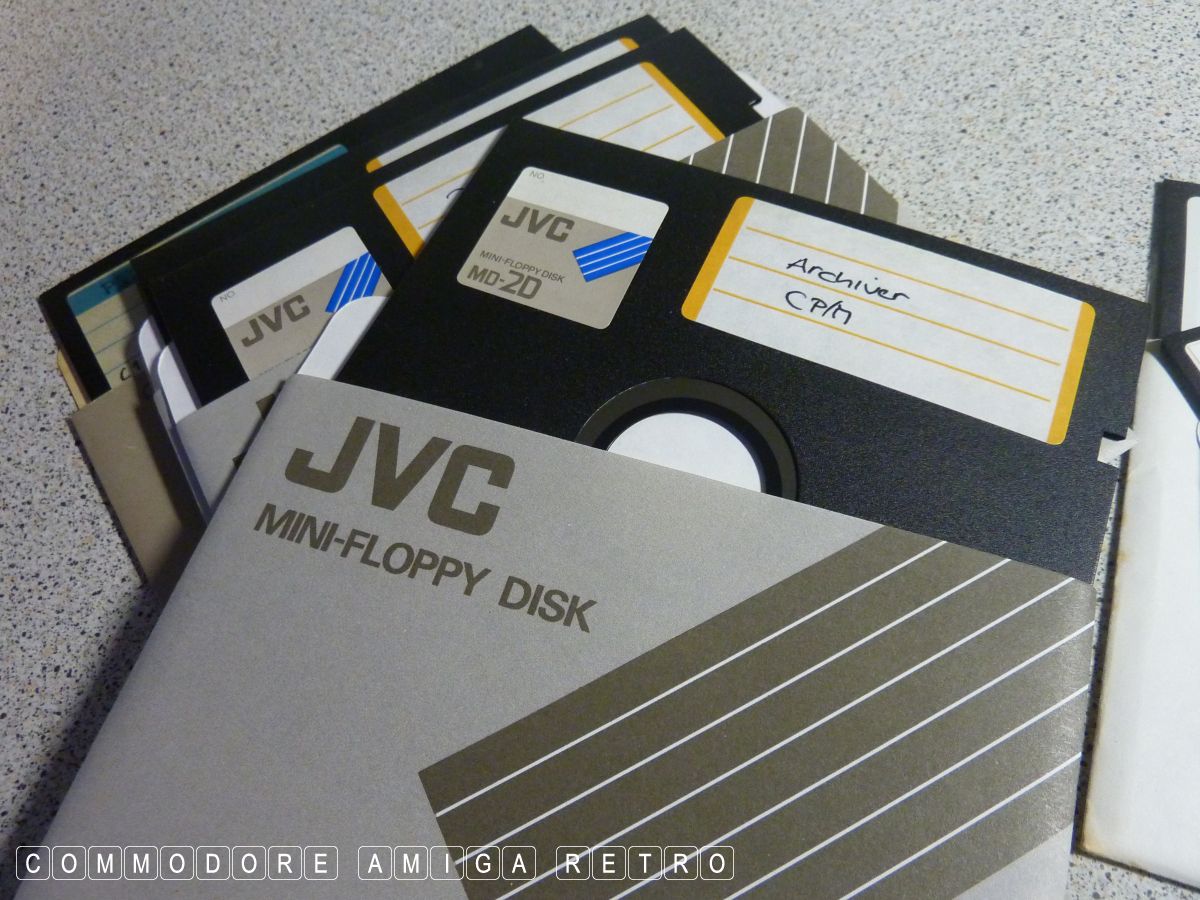 NO.
JVC
MINI-FLOPPY DISK
MD-2D
Archiver
CP/M
NO
JVC
JVC
MINI-FLOPPY DISK
COMMODORE AMIGA RETRO